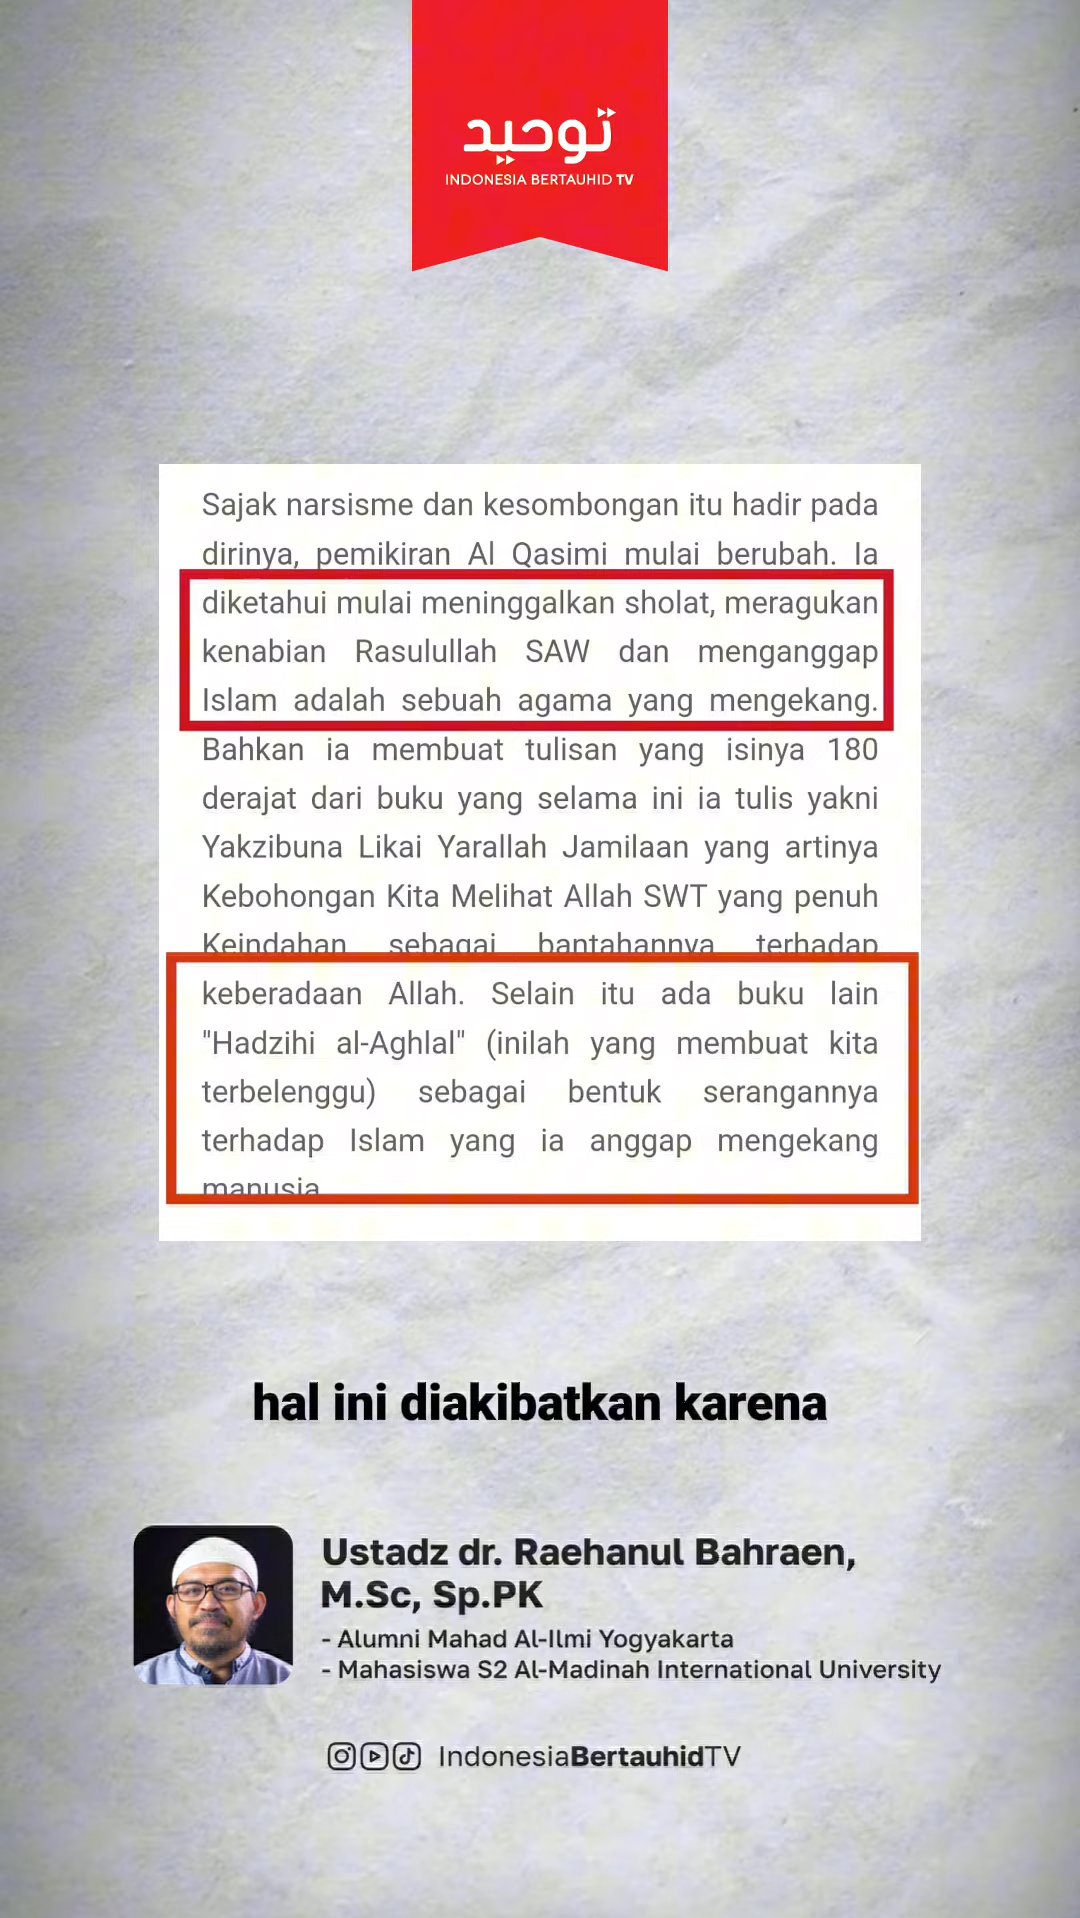 توحيد
INDONESIA BERTAUHID TV
Sajak narsisme dan kesombongan itu hadir pada
dirinya, pemikiran Al Qasimi mulai berubah. Ia
diketahui mulai meninggalkan sholat, meragukan
kenabian Rasulullah SAW dan menganggap
Islam adalah sebuah agama yang mengekang.
Bahkan ia membuat tulisan yang isinya 180
derajat dari buku yang selama ini ia tulis yakni
Yakzibuna Likai Yarallah Jamilaan yang artinya
Kebohongan Kita Melihat Allah SWT yang penuh
Keindahan sebagai bantahannya terhadap
keberadaan Allah. Selain itu ada buku lain
"Hadzihi al-Aghlal" (inilah yang membuat kita
terbelenggu) sebagai bentuk serangannya
terhadap Islam yang ia anggap mengekang
manusia
hal ini diakibatkan karena
Ustadz dr. Raehanul Bahraen,
M.Sc, Sp.PK
- Alumni Mahad Al-Ilmi Yogyakarta
- Mahasiswa S2 Al-Madinah International University
IndonesiaBertauhidTV